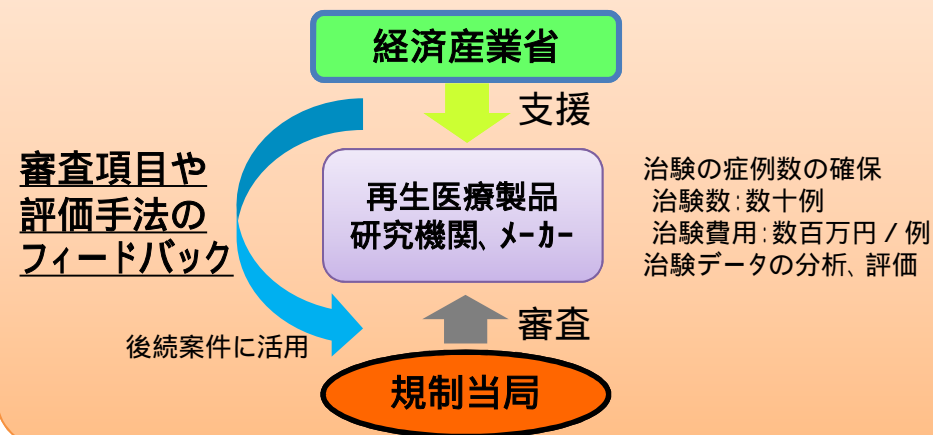 経済産業省
支援
審査項目や
評価手法の
フィードバック
再生医療製品
研究機関、メーカー
治験の症例数の確保
治験数:数十例
治験費用:数百万円/例
治験データの分析、評価
審査
後続案件に活用
規制当局